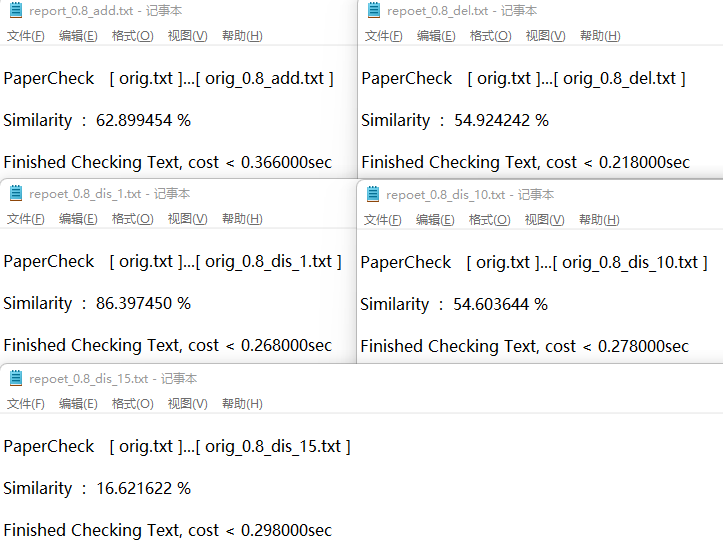 report_0.8_add.txt - 记事本
文件(F) 编辑(E) 格式(O) 视图(V) 帮助(H)
PaperCheck [ orig.txt ]...[ orig_0.8_add.txt ]
Similarity : 62.899454 %
Finished Checking Text, cost < 0.366000sec
repoet_0.8_del.txt - 记事本
文件(F) 编辑(E) 格式(O) 视图(V) 帮助(H)
PaperCheck [ orig.txt ]...[ orig_0.8_del.txt ]
Similarity : 54.924242 %
Finished Checking Text, cost < 0.218000sec
repoet_0.8_dis_1.txt - 记事本
文件(F) 编辑(E) 格式(O) 视图(V) 帮助(H)
PaperCheck [ orig.txt ]...[ orig_0.8_dis_1.txt ]
Similarity : 86.397450 %
Finished Checking Text, cost < 0.268000sec
repoet_0.8_dis_10.txt - 记事本
文件(F) 编辑(E) 格式(O) 视图(V) 帮助(H)
PaperCheck [ orig.txt ]...[ orig_0.8_dis_10.txt ]
Similarity : 54.603644 %
Finished Checking Text, cost < 0.278000sec
repoet_0.8_dis_15.txt - 记事本
文件(F) 编辑(E) 格式(O) 视图(V) 帮助(H)
PaperCheck [ orig.txt ]...[ orig_0.8_dis_15.txt ]
Similarity : 16.621622 %
Finished Checking Text, cost < 0.298000sec